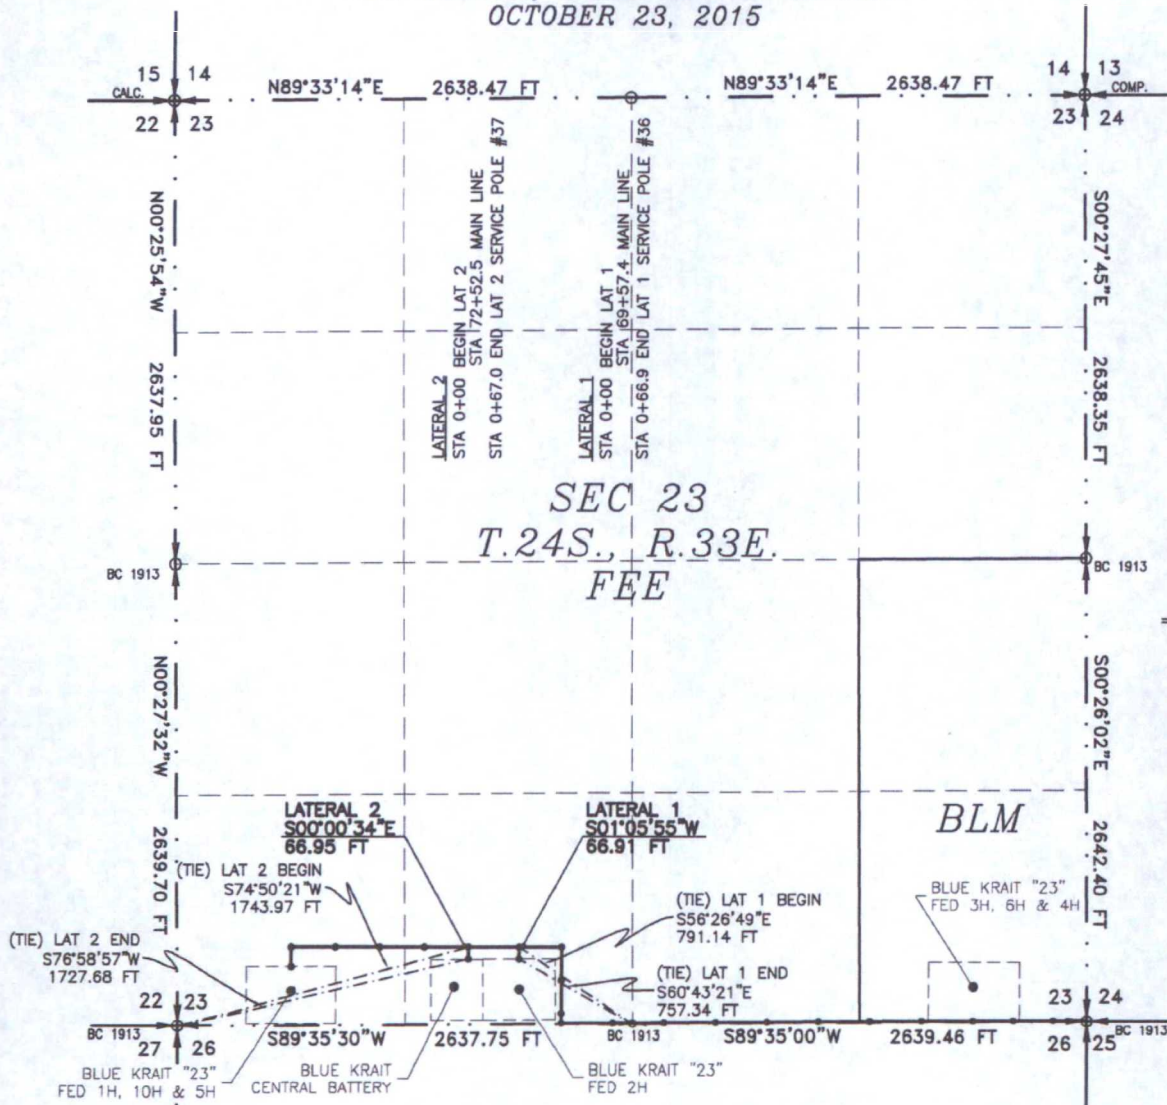 OCTOBER 23, 2015
15 14
CALC.
22 23
N89°33'14"E 2638.47 FT
N89°33'14"E 2638.47 FT
14 13
COMP.
23 24
N00°25'54"W 2637.95 FT
LATERAL 2
STA 0+00 BEGIN LAT 2
STA 72+52.5 MAIN LINE
STA 0+67.0 END LAT 2 SERVICE POLE #37
LATERAL 1
STA 0+00 BEGIN LAT 1
STA 69+57.4 MAIN LINE
STA 0+66.9 END LAT 1 SERVICE POLE #36
S00°27'45"E 2638.35 FT
SEC 23
T.24S., R.33E.
FEE
BC 1913
BC 1913
N00°27'32"W 2639.70 FT
S00°26'02"E 2642.40 FT
LATERAL 2
S00°00'34"E
66.95 FT
LATERAL 1
S01°05'55"W
66.91 FT
BLM
(TIE) LAT 2 BEGIN
S74°50'21"W
1743.97 FT
(TIE) LAT 1 BEGIN
S56°26'49"E
791.14 FT
BLUE KRAIT "23"
FED 3H, 6H & 4H
(TIE) LAT 2 END
S76°58'57"W
1727.68 FT
(TIE) LAT 1 END
S60°43'21"E
757.34 FT
22 23
BC 1913
27 26
S89°35'30"W 2637.75 FT
BC 1913
S89°35'00"W 2639.46 FT
23 24
BC 1913
26 25
BLUE KRAIT "23"
FED 1H, 10H & 5H
BLUE KRAIT
CENTRAL BATTERY
BLUE KRAIT "23"
FED 2H